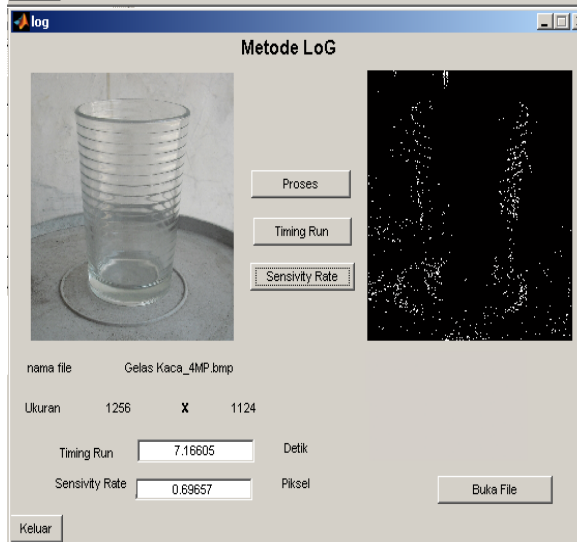 log
Metode LoG
Proses
Timing Run
Sensivity Rate
nama file Gelas Kaca_4MP.bmp
Ukuran 1256 X 1124
Timing Run 7.16605 Detik
Sensivity Rate 0.69657 Piksel
Buka File
Keluar